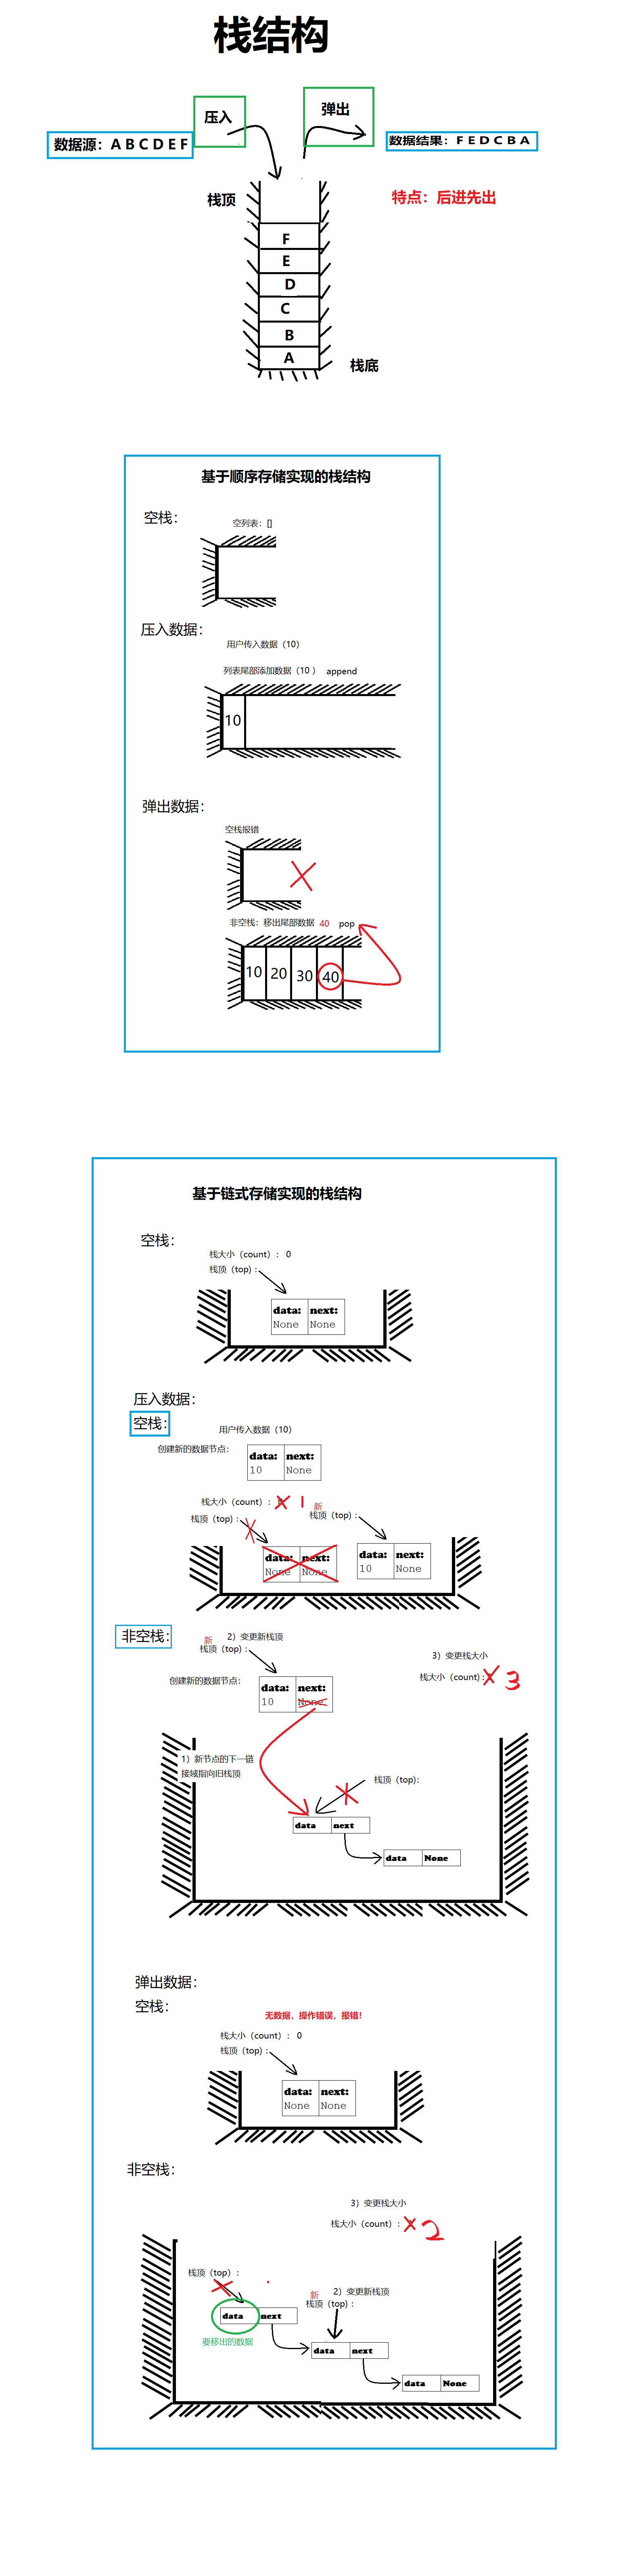 栈结构
压入
弹出
数据源：A B C D E F
数据结果：F E D C B A
栈顶
特点：后进先出
F
E
D
C
B
A
栈底
基于顺序存储实现的栈结构
空栈：
空列表：[]
压入数据：
用户传入数据（10）
列表尾部添加数据（10 ） append
10
弹出数据：
空栈报错
非空栈：移出尾部数据 40 pop
10 20 30 40
基于链式存储实现的栈结构
空栈：
栈大小（count）： 0
栈顶（top)：
data: next:
None None
压入数据：
空栈：
用户传入数据（10）
创建新的数据节点：
data: next:
10 None
栈大小（count）： 1
新
栈顶（top)：
栈顶（top)：
data: next:
None None
data: next:
10 None
非空栈：
新
2）变更新栈顶
栈顶（top)：
3）变更栈大小
栈大小（count)： 3
创建新的数据节点：
data: next:
10 None
1）新节点的下一链
接域指向旧栈顶
栈顶（top)：
data next
data None
弹出数据：
空栈：
无数据，操作错误，报错！
栈大小（count）： 0
栈顶（top)：
data: next:
None None
非空栈：
3）变更栈大小
栈大小（count）： 2
栈顶（top）：
新
2）变更新栈顶
栈顶（top)：
data next
要移出的数据
data next
data None